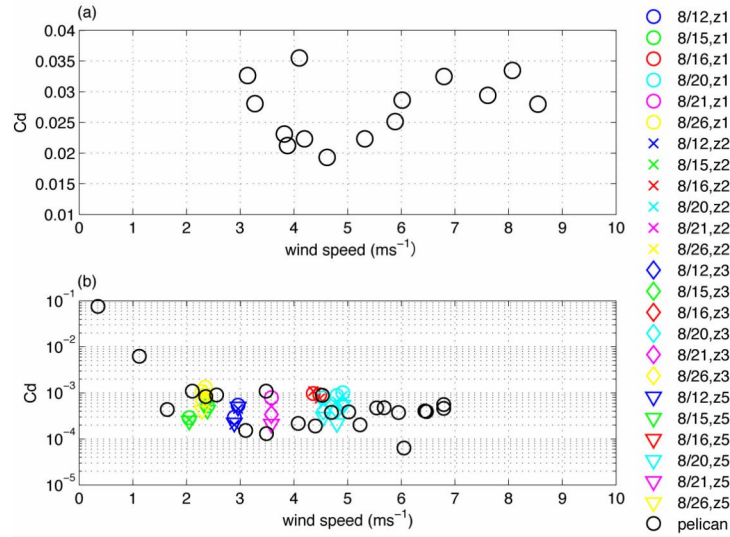 (a)
0.04
0.035
0.03
0.025
0.02
0.015
0.01
Cd
0 1 2 3 4 5 6 7 8 9 10
wind speed (ms⁻¹)
(b)
10⁻¹
10⁻²
10⁻³
10⁻⁴
10⁻⁵
Cd
0 1 2 3 4 5 6 7 8 9 10
wind speed (ms⁻¹)
8/12,z1
8/15,z1
8/16,z1
8/20,z1
8/21,z1
8/26,z1
8/12,z2
8/15,z2
8/16,z2
8/20,z2
8/21,z2
8/26,z2
8/12,z3
8/15,z3
8/16,z3
8/20,z3
8/21,z3
8/26,z3
8/12,z5
8/15,z5
8/16,z5
8/20,z5
8/21,z5
8/26,z5
pelican